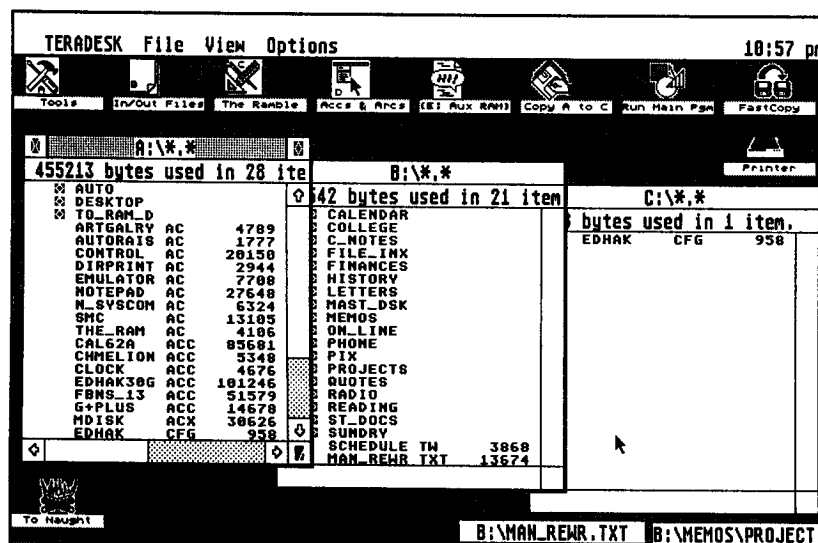 TERADESK File View Options 10:57 pm
Tools In/Out Files The Ramble Accs & Arcs (E: Aux RAM) Copy A to C Run Main Pgm FastCopy
Printer
A:\*.*
455213 bytes used in 28 ite
AUTO
DESKTOP
TO_RAM_D
ARTGALRY AC 4789
AUTORAIS AC 1777
CONTROL AC 20150
DIRPRINT AC 2944
EMULATOR AC 7708
NOTEPAD AC 27648
N_SYSCOM AC 6324
SMC AC 13105
THE_RAM AC 4106
CAL62A ACC 85681
CHMELION ACC 5348
CLOCK ACC 4676
EDHAK30G ACC 101246
FBNS_13 ACC 51579
G+PLUS ACC 14678
MDISK ACX 30626
EDHAK CFG 958
B:\*.*
542 bytes used in 21 item
CALENDAR
COLLEGE
C_NOTES
FILE_INX
FINANCES
HISTORY
LETTERS
MAST_DSK
MEMOS
ON_LINE
PHONE
PIX
PROJECTS
QUOTES
RADIO
READING
ST_DOCS
SUNDRY
SCHEDULE TW 3868
MAN_REWR TXT 13674
C:\*.*
bytes used in 1 item.
EDHAK CFG 958
To Naught
B:\MAN_REWR.TXT B:\MEMOS\PROJECT